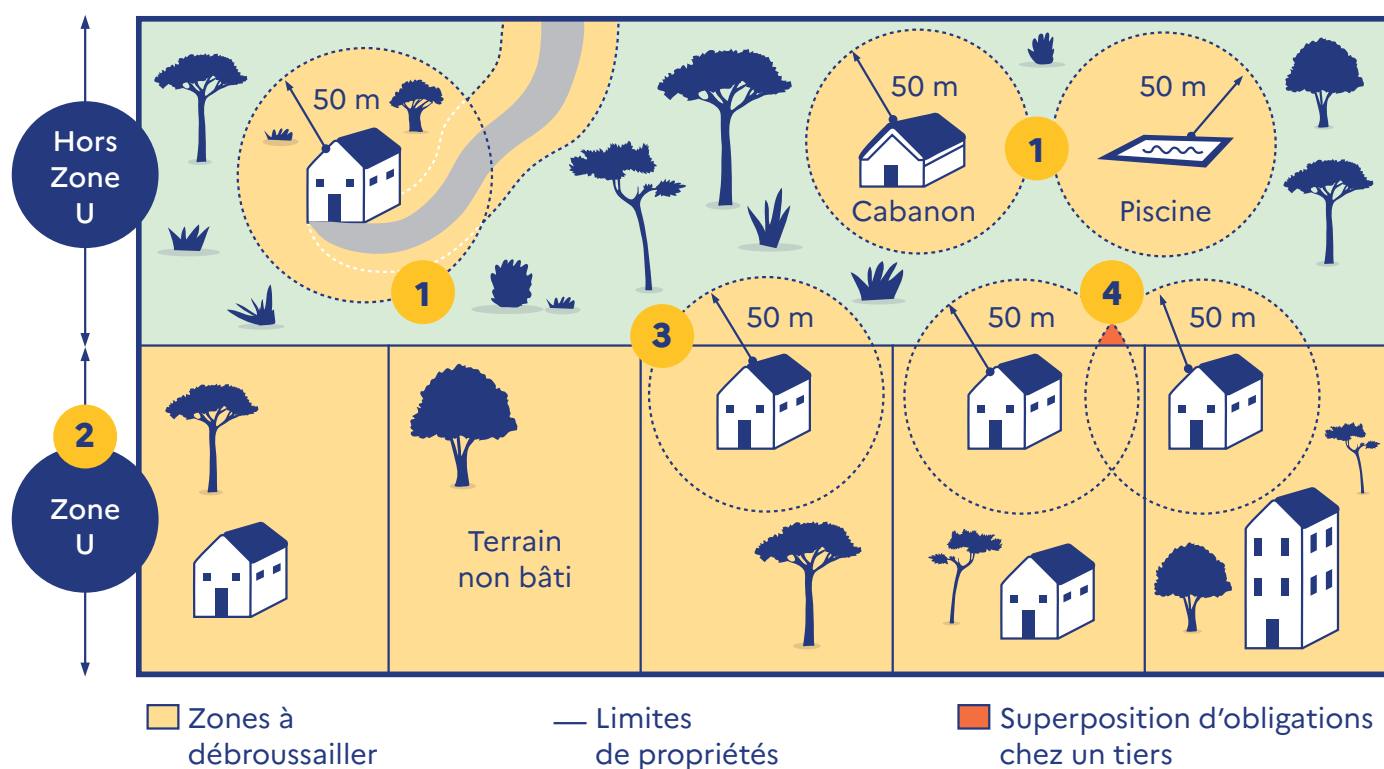 Hors
Zone
U
50 m
1
50 m
Cabanon
1
50 m
Piscine
3
50 m
50 m
4
50 m
2
Zone
U
Terrain
non bâti
Zones à
débroussailler
Limites
de propriétés
Superposition d'obligations
chez un tiers